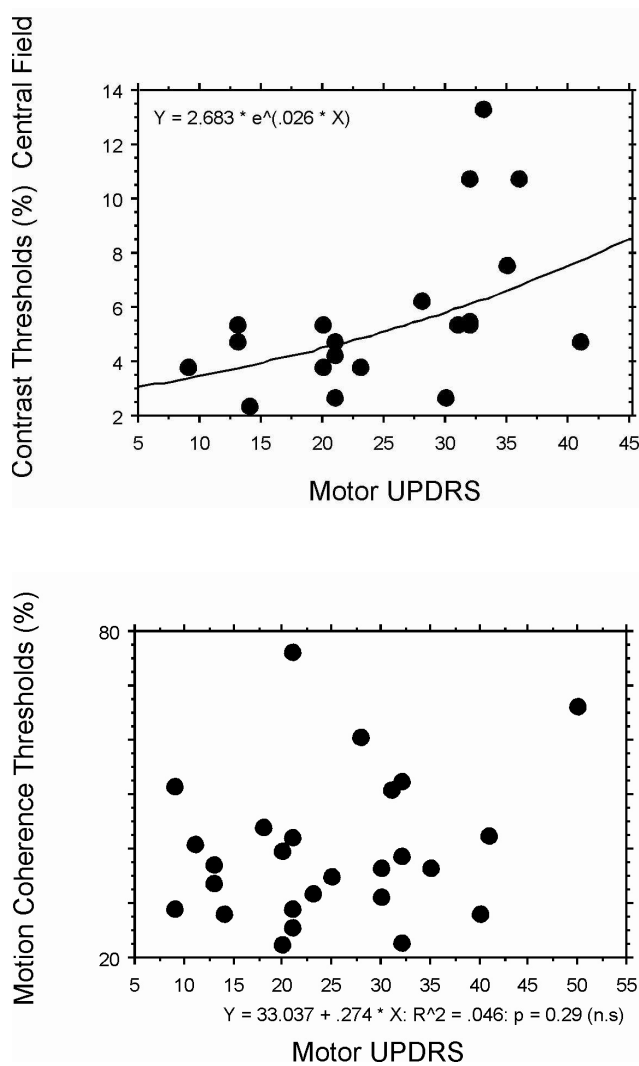 Contrast Thresholds (%) Central Field
14
12
10
8
6
4
2
Y = 2.683 * e^(.026 * X)
5 10 15 20 25 30 35 40 45
Motor UPDRS
Motion Coherence Thresholds (%)
80
20
5 10 15 20 25 30 35 40 45 50 55
Y = 33.037 + .274 * X: R^2 = .046: p = 0.29 (n.s)
Motor UPDRS